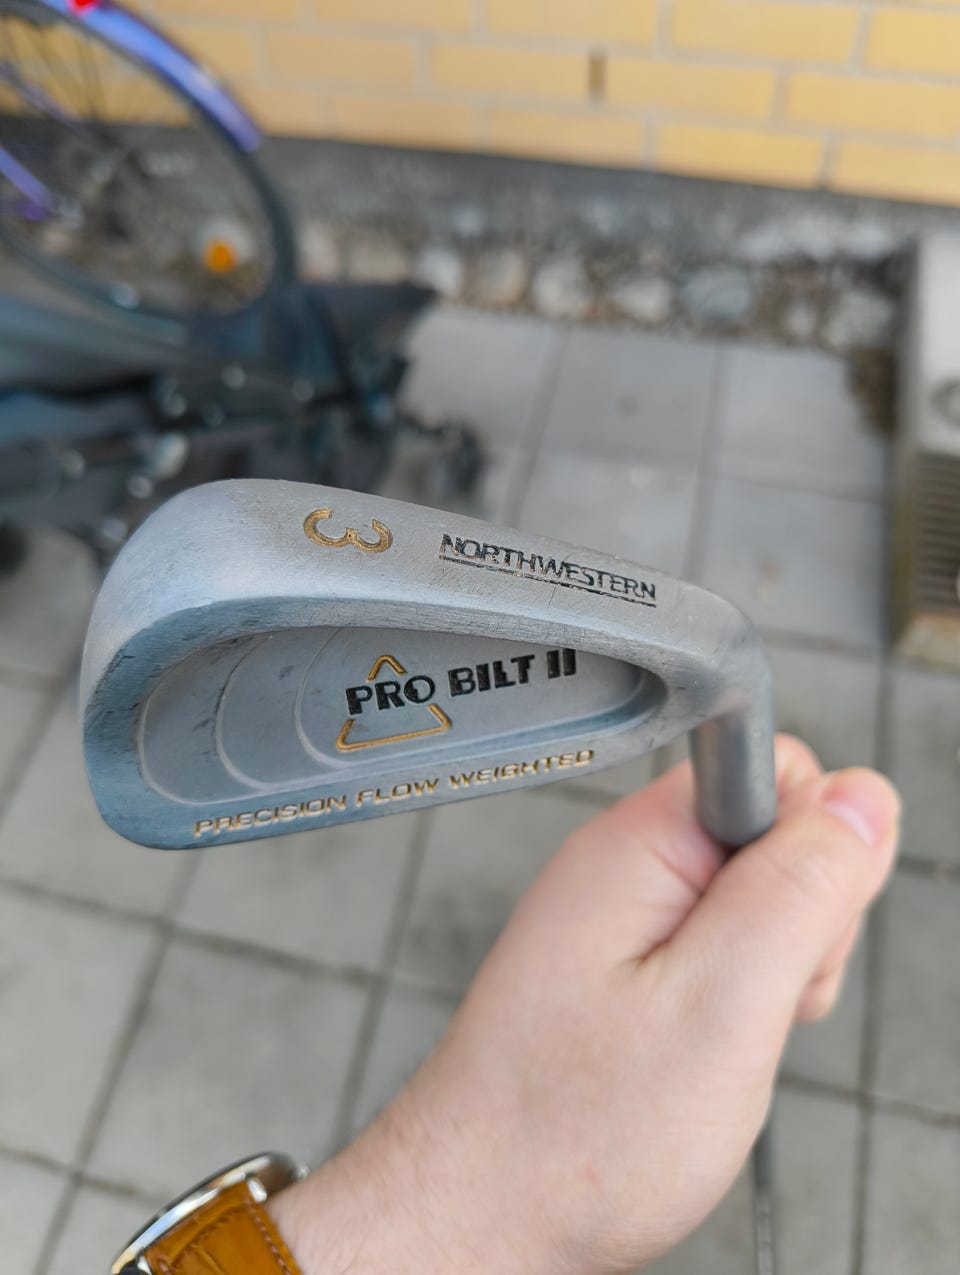 3
NORTHWESTERN
PRO BILT II
PRECISION FLOW WEIGHTED